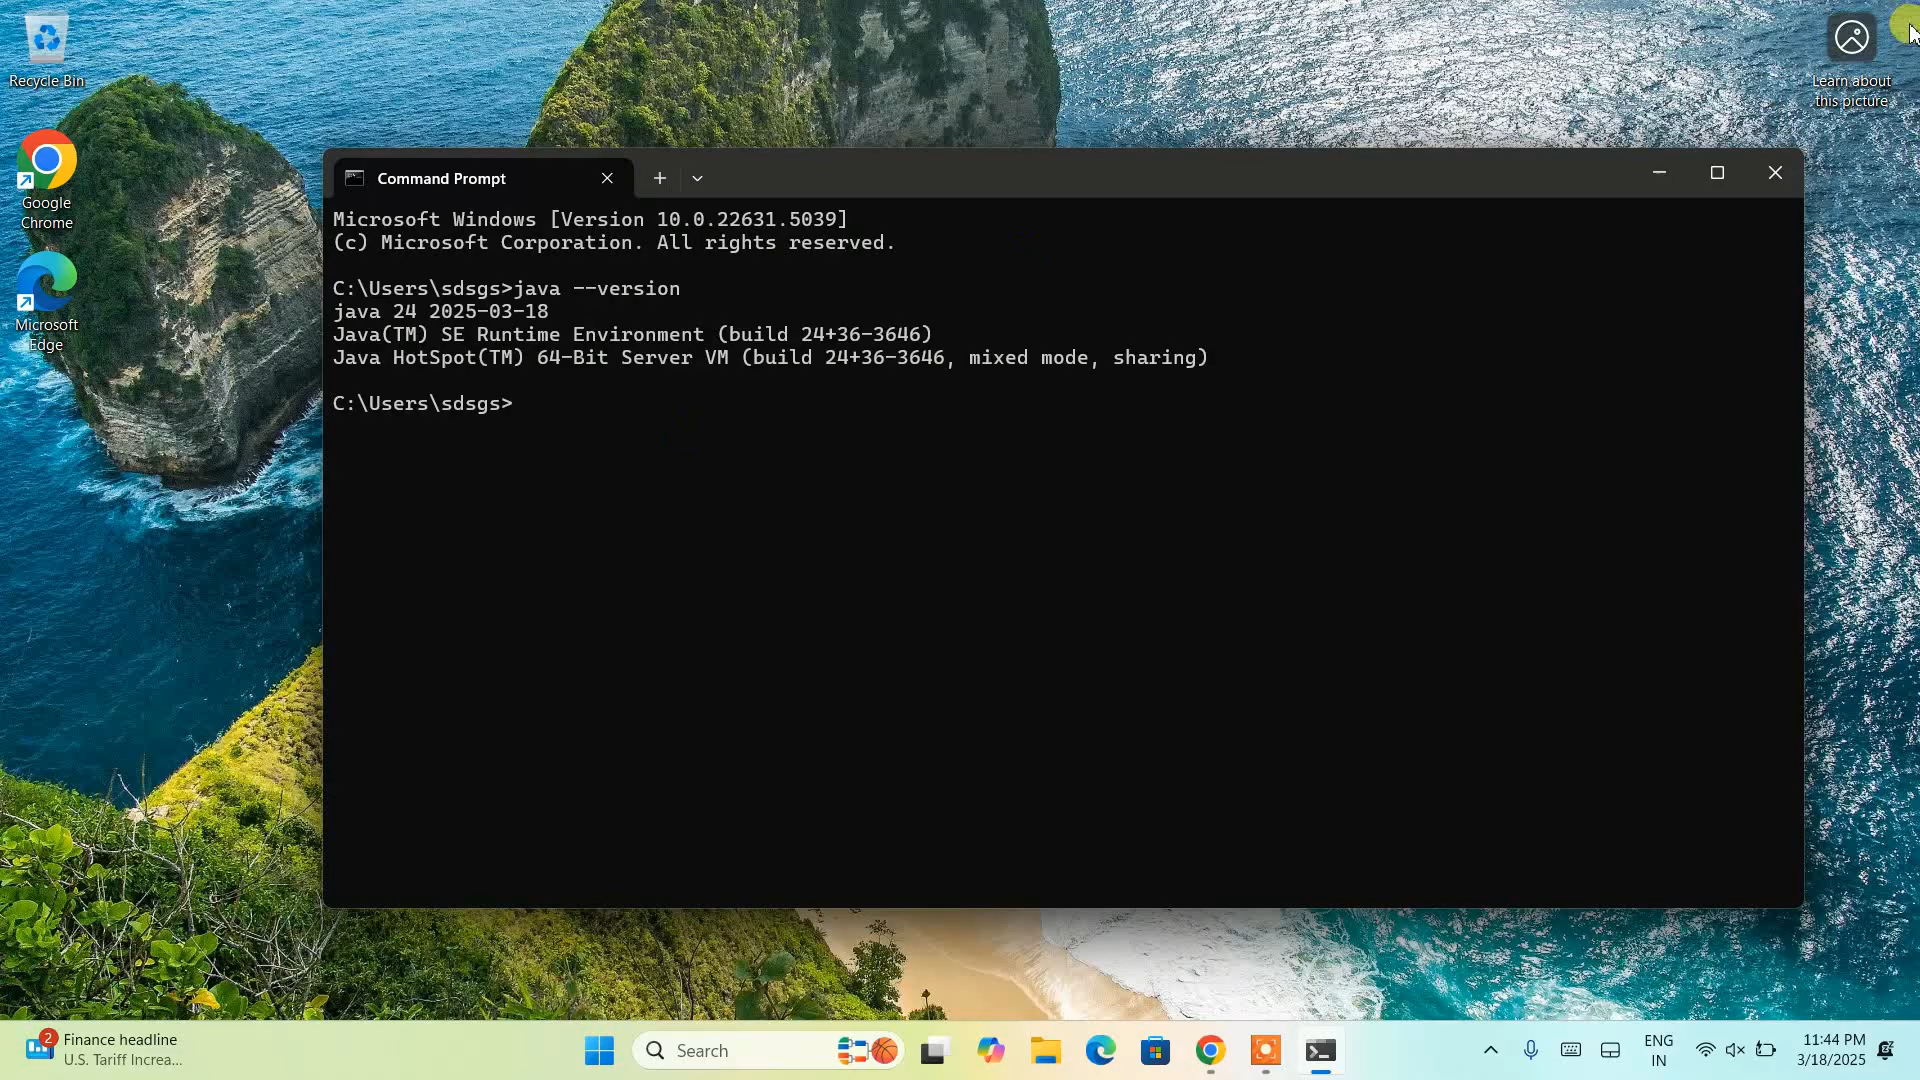 Recycle Bin
Google
Chrome
Microsoft
Edge
Learn about
this picture
Command Prompt
Microsoft Windows [Version 10.0.22631.5039]
(c) Microsoft Corporation. All rights reserved.
C:\Users\sdsgs>java --version
java 24 2025-03-18
Java(TM) SE Runtime Environment (build 24+36-3646)
Java HotSpot(TM) 64-Bit Server VM (build 24+36-3646, mixed mode, sharing)
C:\Users\sdsgs>
2
Finance headline
U.S. Tariff Increa...
Search
ENG
IN
11:44 PM
3/18/2025